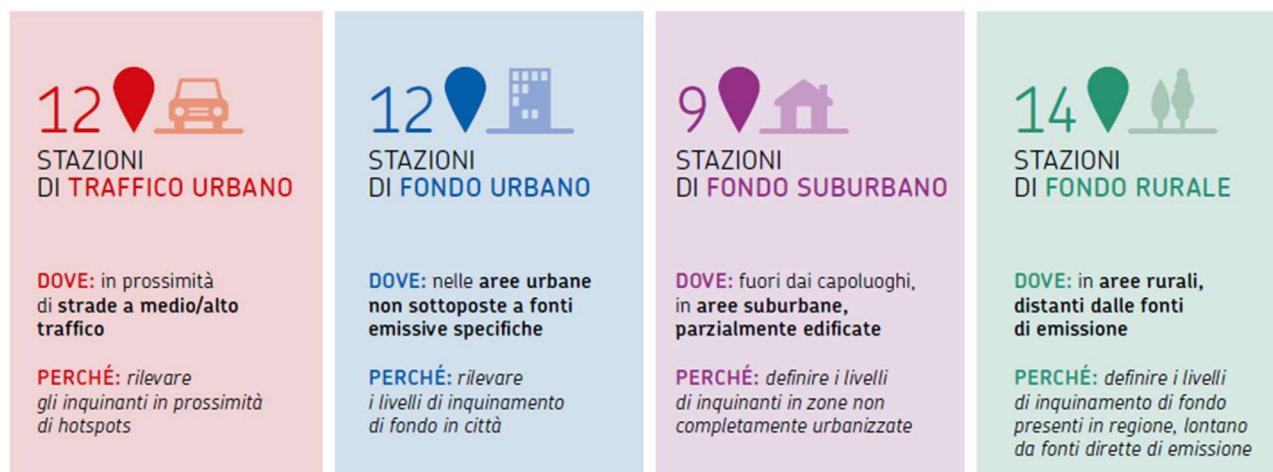 12
STAZIONI
DI TRAFFICO URBANO
DOVE: in prossimità
di strade a medio/alto
traffico
PERCHÉ: rilevare
gli inquinanti in prossimità
di hotspots
12
STAZIONI
DI FONDO URBANO
DOVE: nelle aree urbane
non sottoposte a fonti
emissive specifiche
PERCHÉ: rilevare
i livelli di inquinamento
di fondo in città
9
STAZIONI
DI FONDO SUBURBANO
DOVE: fuori dai capoluoghi,
in aree suburbane,
parzialmente edificate
PERCHÉ: definire i livelli
di inquinanti in zone non
completamente urbanizzate
14
STAZIONI
DI FONDO RURALE
DOVE: in aree rurali,
distanti dalle fonti
di emissione
PERCHÉ: definire i livelli
di inquinamento di fondo
presenti in regione, lontano
da fonti dirette di emissione